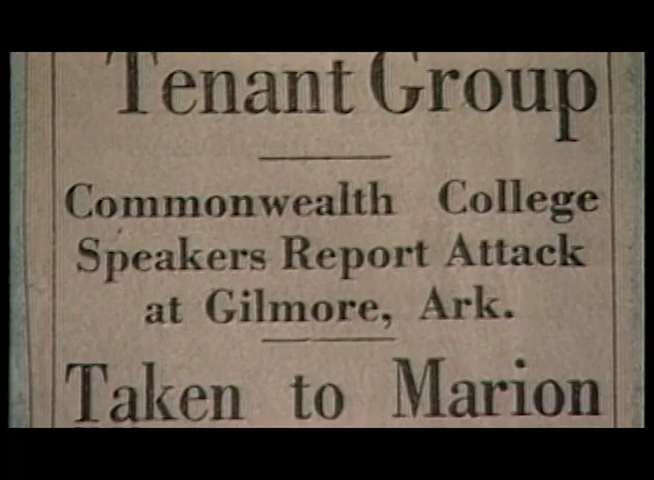 Tenant Group
Commonwealth College
Speakers Report Attack
at Gilmore, Ark.
Taken to Marion